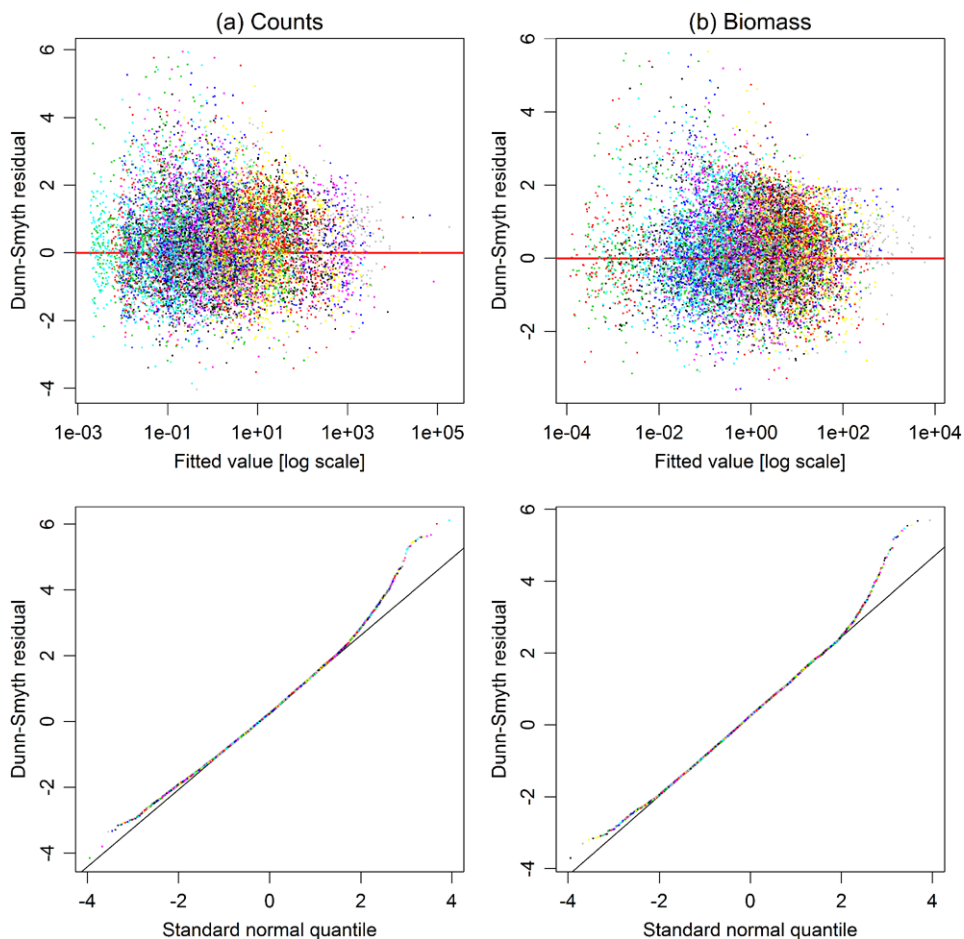 (a) Counts
(b) Biomass
Dunn-Smyth residual
6
4
2
0
-2
-4
1e-03 1e-01 1e+01 1e+03 1e+05
Fitted value [log scale]
Dunn-Smyth residual
6
4
2
0
-2
1e-04 1e-02 1e+00 1e+02 1e+04
Fitted value [log scale]
Dunn-Smyth residual
6
4
2
0
-2
-4
-4 -2 0 2 4
Standard normal quantile
Dunn-Smyth residual
6
4
2
0
-2
-4
-4 -2 0 2 4
Standard normal quantile